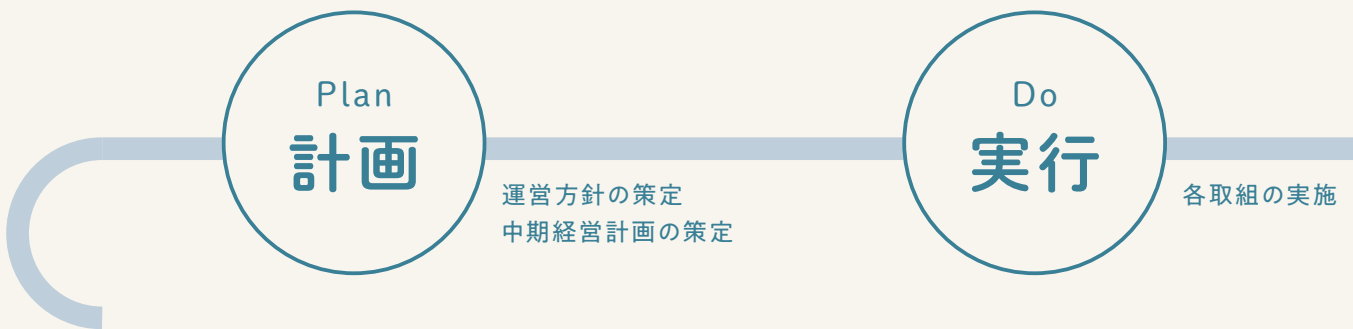 Plan
計画
運営方針の策定
中期経営計画の策定
Do
実行
各取組の実施